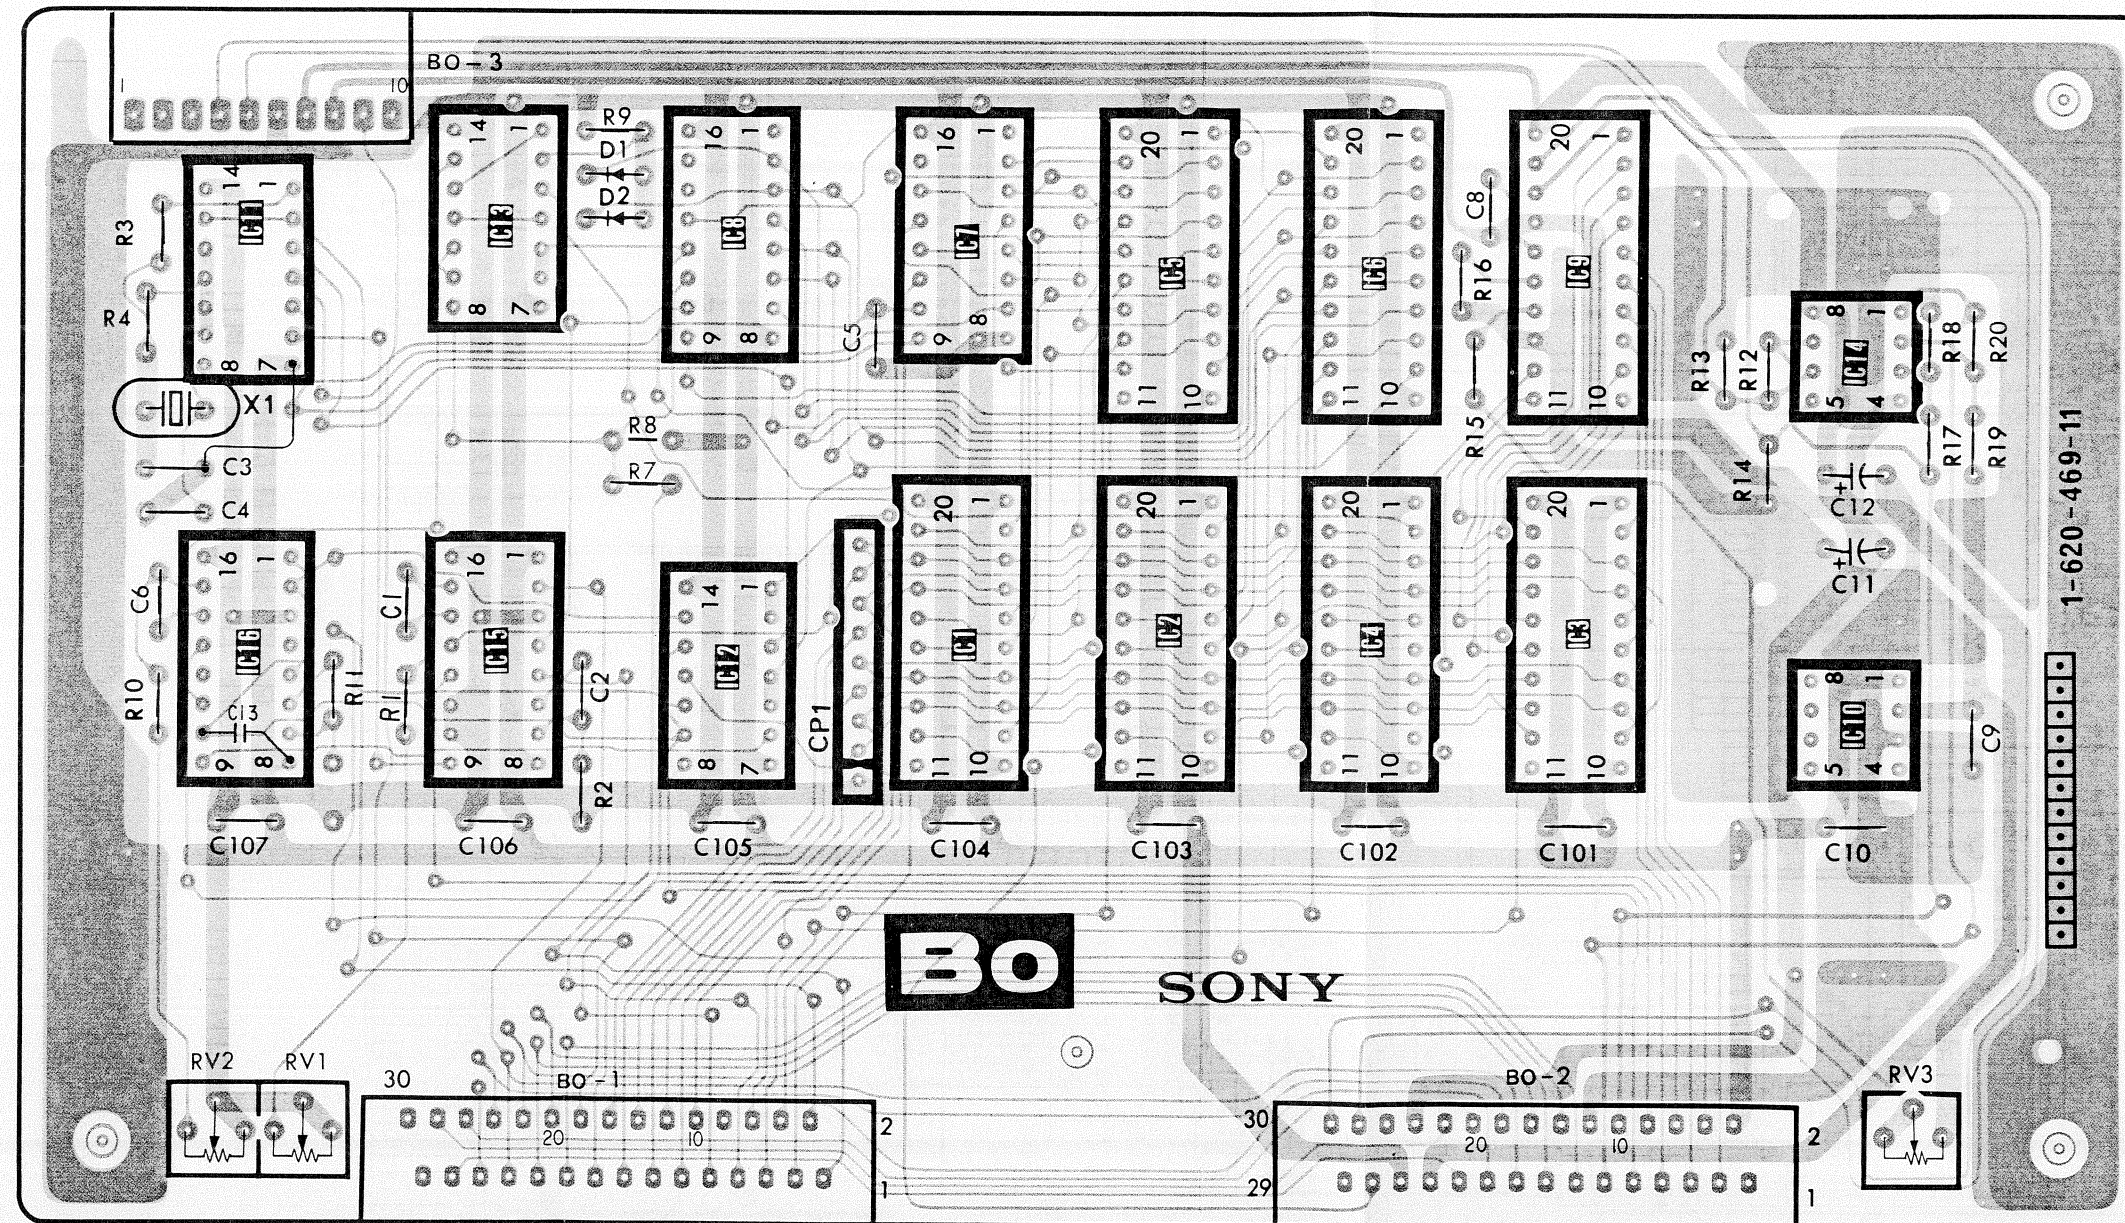 BO-3
1 10
R9
D1
D2
14 1
IC11
8 7
14 1
IC13
8 7
16 1
IC8
9 8
16 1
IC7
9 8
20 1
IC5
11 10
20 1
IC6
11 10
20 1
IC9
11 10
R3
R4
X1
C3
C4
C5
R8
R7
C8
R16
R15
R13
R12
R14
8 1
IC14
5 4
R18
R20
R17
R19
C12
C11
1-620-469-11
C6
R10
16 1
IC16
C13
9 8
R11
C1
R1
16 1
IC15
9 8
C2
R2
14 1
IC12
8 7
CP1
20 1
IC1
11 10
20 1
IC2
11 10
20 1
IC4
11 10
20 1
IC3
11 10
8 1
IC10
5 4
C9
C107
C106
C105
C104
C103
C102
C101
C10
BO
SONY
RV2
RV1
30
BO-1
20 10
2
1
30
29
BO-2
20 10
2
1
RV3